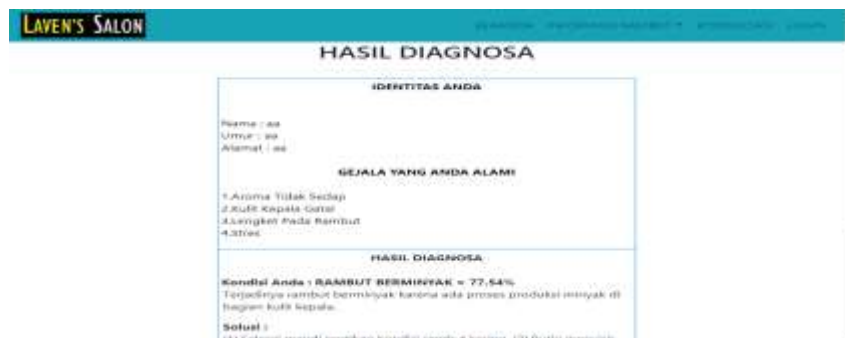 LAVEN'S SALON
HASIL DIAGNOSA
IDENTITAS ANDA
Nama : aa
Umur : aa
Alamat : aa
GEJALA YANG ANDA ALAMI
1.Aroma Tidak Sedap
2.Kulit Kepala Gatal
3.Lengket Pada Rambut
4.Stres
HASIL DIAGNOSA
Kondisi Anda : RAMBUT BERMINYAK = 77.54%
Terjadinya rambut berminyak karena ada proses produksi minyak di
bagian kulit kepala.
Solusi :